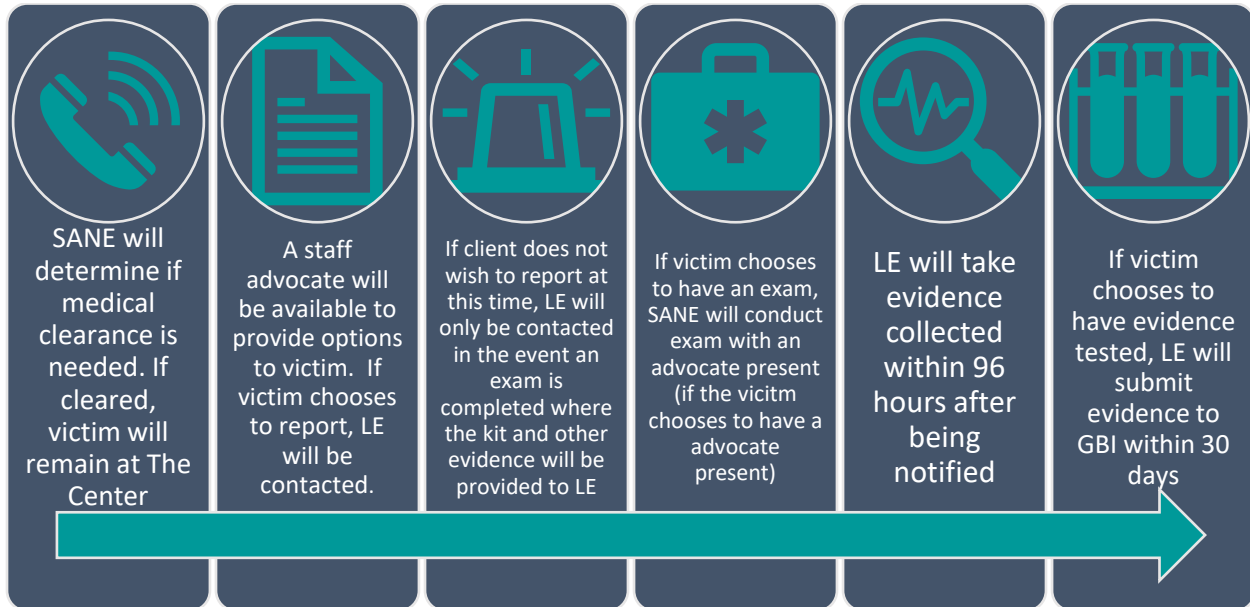 SANE will
determine if
medical
clearance is
needed. If
cleared,
victim will
remain at The
Center
A staff
advocate will
be available to
provide options
to victim.  If
victim chooses
to report, LE
will be
contacted.
If client does not
wish to report at
this time, LE will
only be contacted
in the event an
exam is
completed where
the kit and other
evidence will be
provided to LE
If victim chooses
to have an exam,
SANE will conduct
exam with an
advocate present
(if the vicitm
chooses to have a
advocate
present)
LE will take
evidence
collected
within 96
hours after
being
notified
If victim
chooses to
have evidence
tested, LE will
submit
evidence to
GBI within 30
days